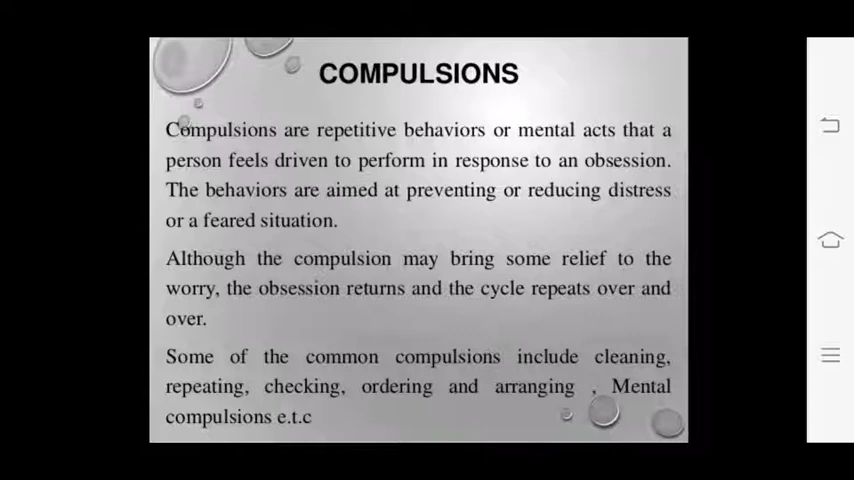 COMPULSIONS
Compulsions are repetitive behaviors or mental acts that a
person feels driven to perform in response to an obsession.
The behaviors are aimed at preventing or reducing distress
or a feared situation.
Although the compulsion may bring some relief to the
worry, the obsession returns and the cycle repeats over and
over.
Some of the common compulsions include cleaning,
repeating, checking, ordering and arranging , Mental
compulsions e.t.c